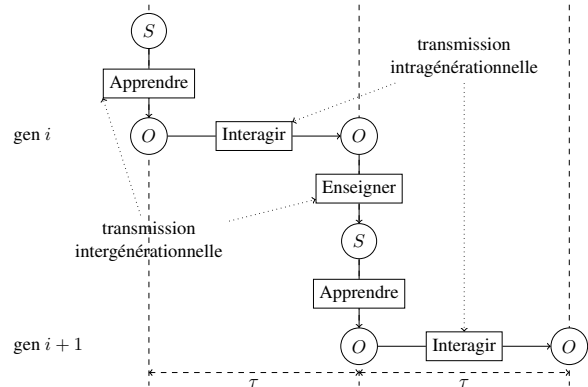 S
transmission
intragénérationnelle
Apprendre
gen i
O Interagir O
Enseigner
transmission
intergénérationnelle
S
Apprendre
gen i + 1
O Interagir O
τ τ